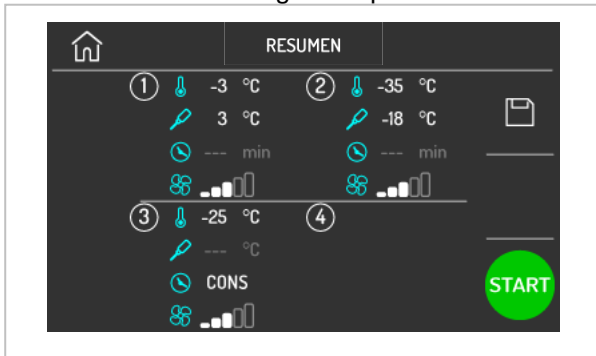 RESUMEN
1 -3 °C 2 -35 °C
3 °C -18 °C
--- min --- min
3 -25 °C 4
--- °C
CONS
START